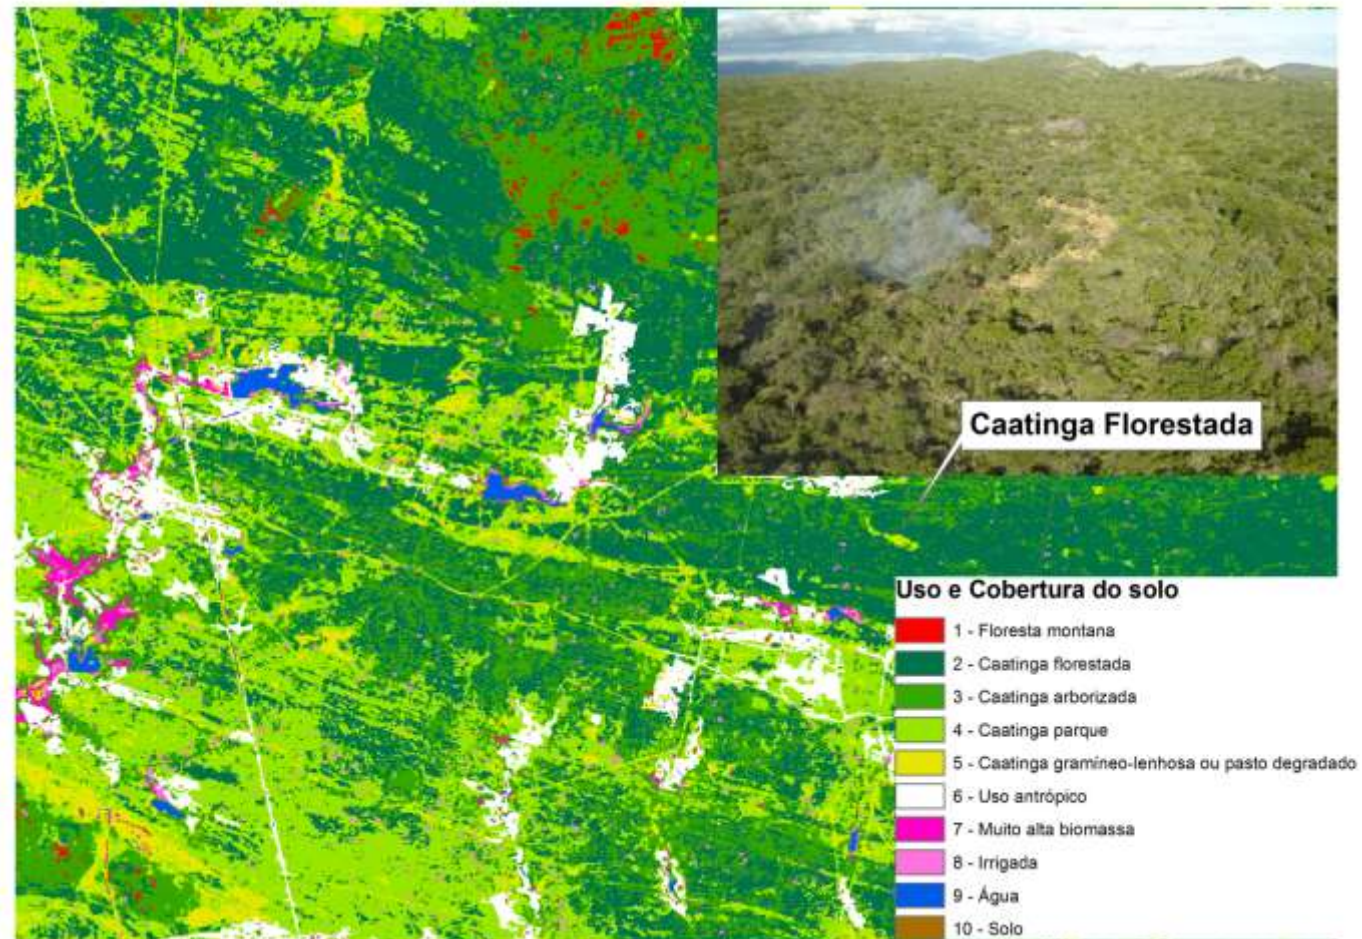 Caatinga Florestada
Uso e Cobertura do solo
1 - Floresta montana
2 - Caatinga florestada
3 - Caatinga arborizada
4 - Caatinga parque
5 - Caatinga gramíneo-lenhosa ou pasto degradado
6 - Uso antrópico
7 - Muito alta biomassa
8 - Irrigada
9 - Água
10 - Solo